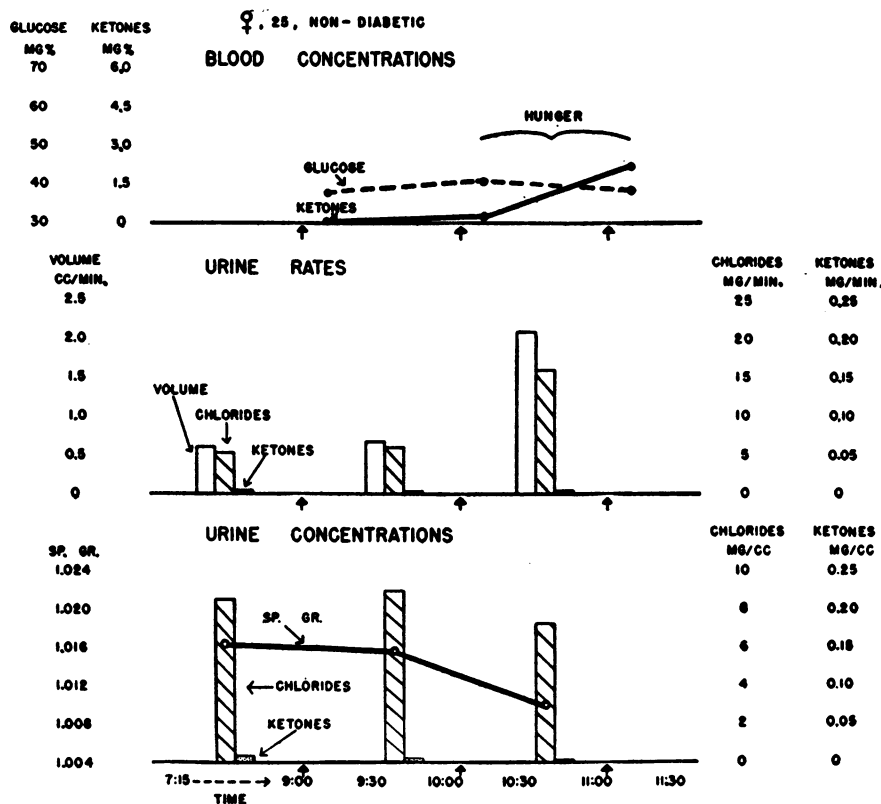 ♀, 25, NON-DIABETIC
GLUCOSE KETONES
MG% MG%
BLOOD CONCENTRATIONS
70 6.0
60 4.5
50 3.0
40 1.5
30 0
HUNGER
GLUCOSE
KETONES
URINE RATES
VOLUME
CC/MIN.
2.5
2.0
1.5
1.0
0.5
0
CHLORIDES KETONES
MG/MIN. MG/MIN.
25 0.25
20 0.20
15 0.15
10 0.10
5 0.05
0 0
VOLUME
CHLORIDES
KETONES
URINE CONCENTRATIONS
SP. GR.
1.024
1.020
1.016
1.012
1.008
1.004
CHLORIDES KETONES
MG/CC MG/CC
10 0.25
8 0.20
6 0.15
4 0.10
2 0.05
0 0
SP. GR.
CHLORIDES
KETONES
7:15 9:00 9:30 10:00 10:30 11:00 11:30
TIME